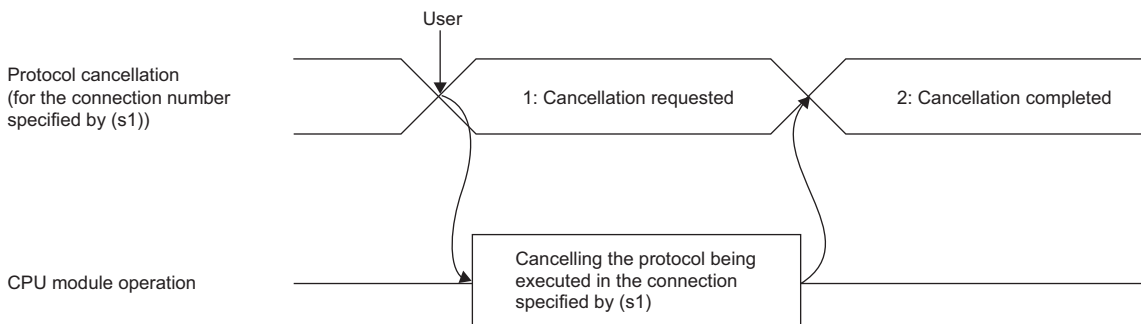 User
Protocol cancellation
(for the connection number
specified by (s1))
1: Cancellation requested
2: Cancellation completed
CPU module operation
Cancelling the protocol being
executed in the connection
specified by (s1)